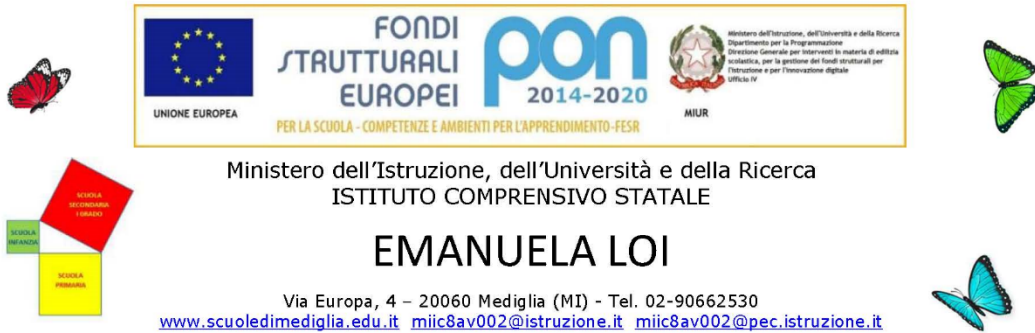 FONDI
STRUTTURALI
EUROPEI
pon
2014-2020
UNIONE EUROPEA
Ministero dell'Istruzione, dell'Università e della Ricerca
Dipartimento per la Programmazione
Direzione Generale per interventi in materia di edilizia
scolastica, per la gestione dei fondi strutturali per
l'istruzione e per l'innovazione digitale
Ufficio IV
MIUR
PER LA SCUOLA - COMPETENZE E AMBIENTI PER L'APPRENDIMENTO-FESR
Ministero dell'Istruzione, dell'Università e della Ricerca
ISTITUTO COMPRENSIVO STATALE
SCUOLA
SECONDARIA
I GRADO
SCUOLA
INFANZIA
SCUOLA
PRIMARIA
EMANUELA LOI
Via Europa, 4 – 20060 Mediglia (MI) - Tel. 02-90662530
www.scuoledimediglia.edu.it miic8av002@istruzione.it miic8av002@pec.istruzione.it